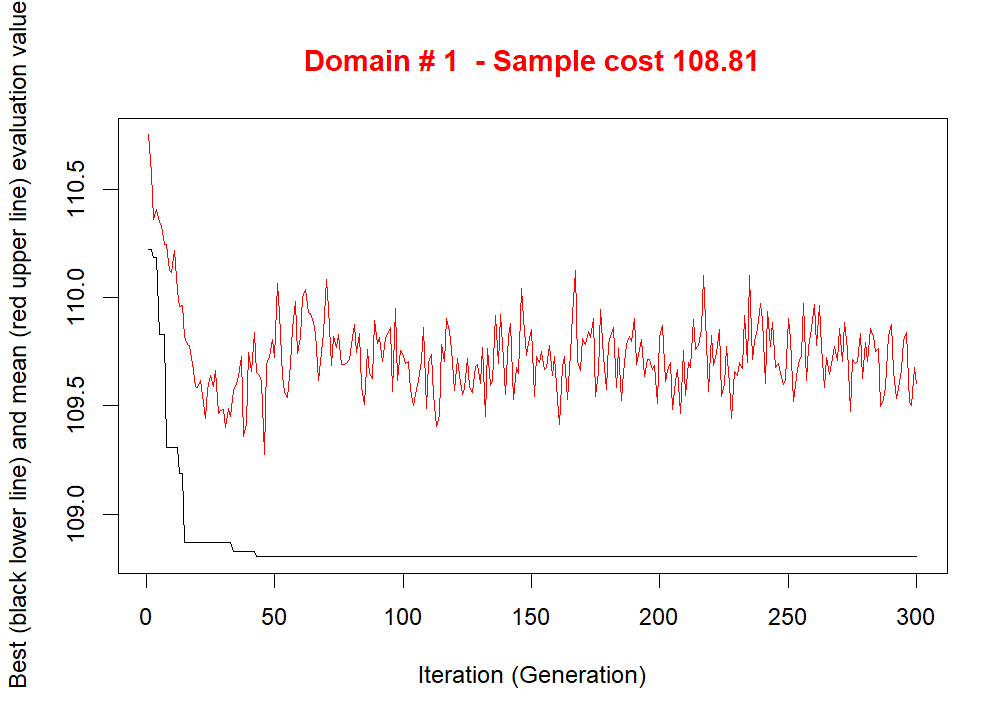 Domain # 1  - Sample cost 108.81
Best (black lower line) and mean (red upper line) evaluation value
110.5
110.0
109.5
109.0
0 50 100 150 200 250 300
Iteration (Generation)